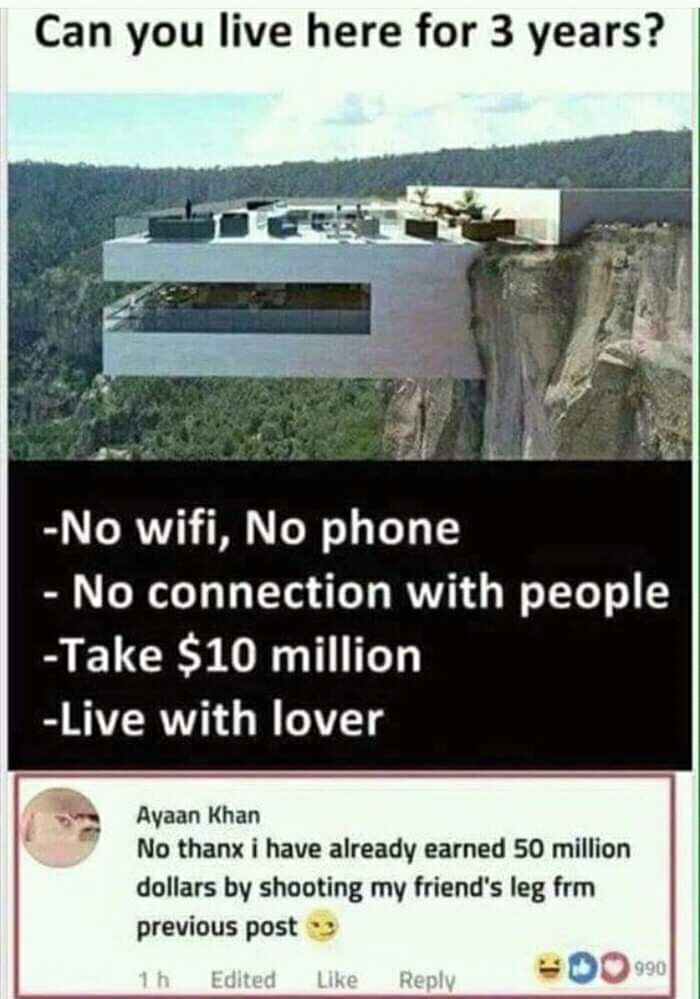 Can you live here for 3 years?
-No wifi, No phone
- No connection with people
-Take $10 million
-Live with lover
Ayaan Khan
No thanx i have already earned 50 million
dollars by shooting my friend's leg frm
previous post 😏
1 h Edited Like Reply 990